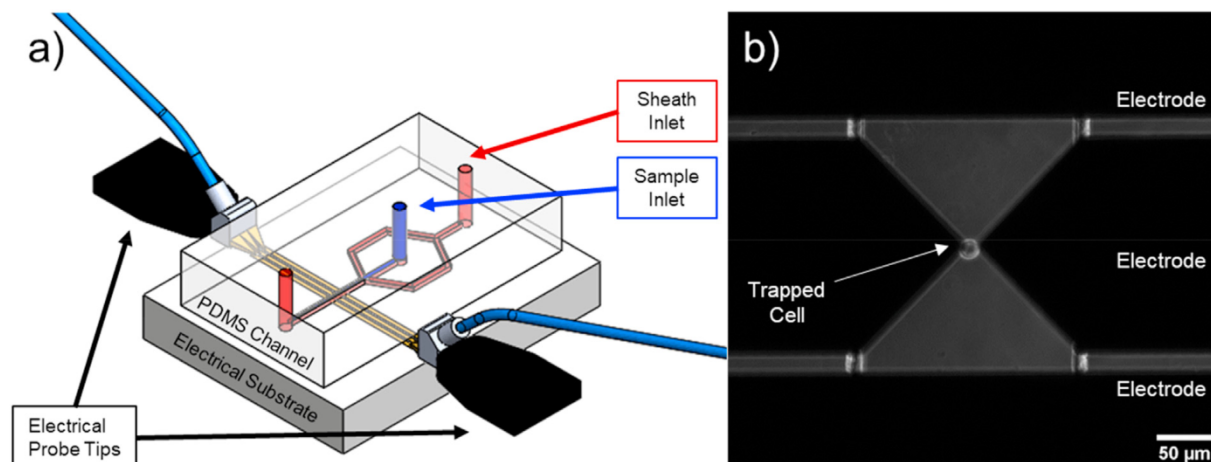 a)
Sheath
Inlet
Sample
Inlet
PDMS Channel
Electrical Substrate
Electrical
Probe Tips
b)
Electrode
Electrode
Trapped
Cell
Electrode
50 µm